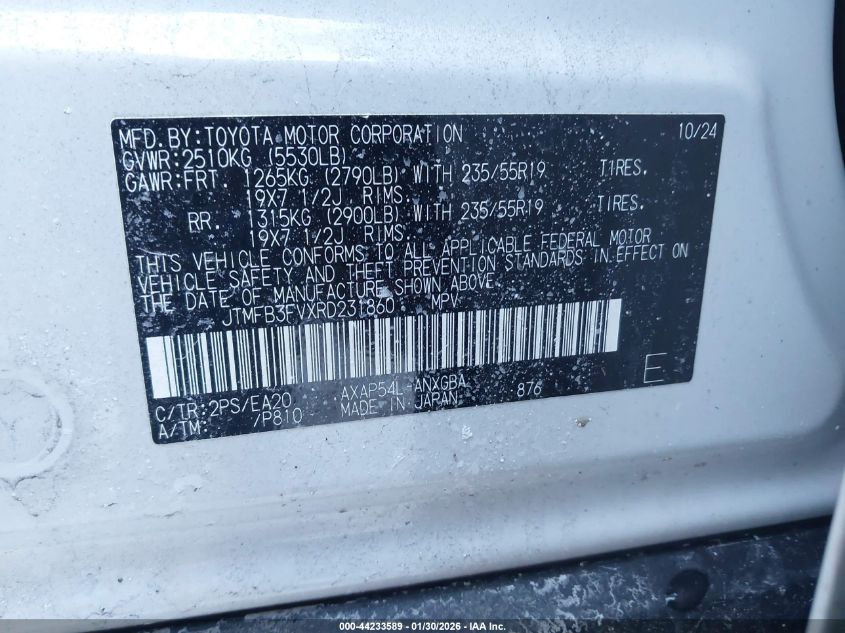 MFD.BY:TOYOTA MOTOR CORPORATION 10/24
GVWR:2510KG (5530LB)
GAWR:FRT. 1265KG (2790LB) WITH 235/55R19 TIRES.
19X7 1/2J RIMS.
RR. 1315KG (2900LB) WITH 235/55R19 TIRES.
19X7 1/2J RIMS
THIS VEHICLE CONFORMS TO ALL APPLICABLE FEDERAL MOTOR
VEHICLE SAFETY AND THEFT PREVENTION STANDARDS IN EFFECT ON
THE DATE OF MANUFACTURE SHOWN ABOVE.
JTMFB3FVXRD231860 MPV
C/TR:2PS/EA20 AXAP54L-ANXGBA 876 E
A/TM: /P810 MADE IN JAPAN
000-44233589 - 01/30/2026 - IAA Inc.